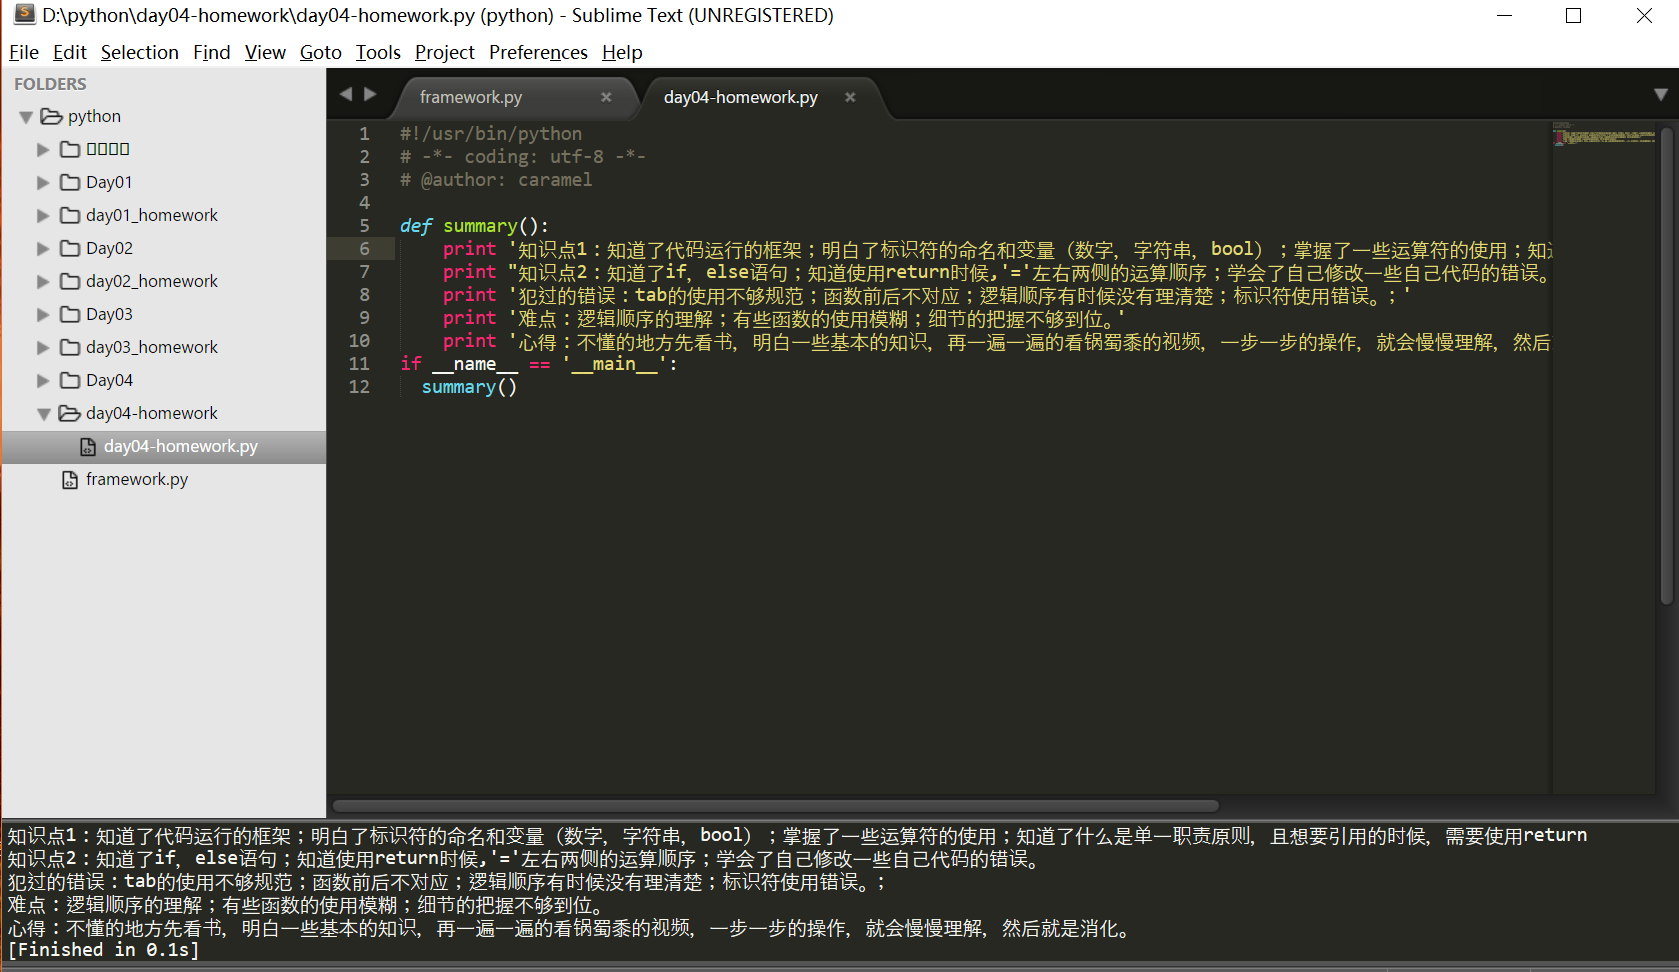 D:\python\day04-homework\day04-homework.py (python) - Sublime Text (UNREGISTERED)
File Edit Selection Find View Goto Tools Project Preferences Help
FOLDERS
python
Day01
day01_homework
Day02
day02_homework
Day03
day03_homework
Day04
day04-homework
day04-homework.py
framework.py
framework.py × day04-homework.py ×
1 #!/usr/bin/python
2 # -*- coding: utf-8 -*-
3 # @author: caramel
4
5 def summary():
6 print '知识点1：知道了代码运行的框架；明白了标识符的命名和变量（数字，字符串，bool）；掌握了一些运算符的使用；知
7 print "知识点2：知道了if，else语句；知道使用return时候,'='左右两侧的运算顺序；学会了自己修改一些自己代码的错误。
8 print '犯过的错误：tab的使用不够规范；函数前后不对应；逻辑顺序有时候没有理清楚；标识符使用错误。；'
9 print '难点：逻辑顺序的理解；有些函数的使用模糊；细节的把握不够到位。'
10 print '心得：不懂的地方先看书，明白一些基本的知识，再一遍一遍的看锅蜀黍的视频，一步一步的操作，就会慢慢理解，然后
11 if __name__ == '__main__':
12 summary()
知识点1：知道了代码运行的框架；明白了标识符的命名和变量（数字，字符串，bool）；掌握了一些运算符的使用；知道了什么是单一职责原则，且想要引用的时候，需要使用return
知识点2：知道了if，else语句；知道使用return时候,'='左右两侧的运算顺序；学会了自己修改一些自己代码的错误。
犯过的错误：tab的使用不够规范；函数前后不对应；逻辑顺序有时候没有理清楚；标识符使用错误。；
难点：逻辑顺序的理解；有些函数的使用模糊；细节的把握不够到位。
心得：不懂的地方先看书，明白一些基本的知识，再一遍一遍的看锅蜀黍的视频，一步一步的操作，就会慢慢理解，然后就是消化。
[Finished in 0.1s]